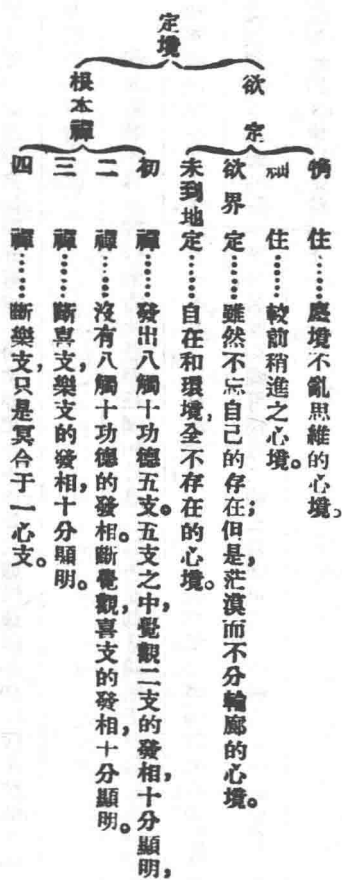 定境
欲定
住……塵境不亂思維的心境。
細住……較前稍進之心境。
欲界定……雖然不忘自己的存在;但是,茫漠而不分輪廊的心境。
未到地定……自在和環境,全不存在的心境。
根本禪
初禪……發出八觸十功德五支。五支之中,覺觀二支的發相,十分顯明,
二禪……沒有八觸十功德的發相。斷覺觀,喜支的發相,十分顯明。
三禪……斷喜支,樂支的發相,十分顯明。
四禪……斷樂支,只是冥合于一心支。